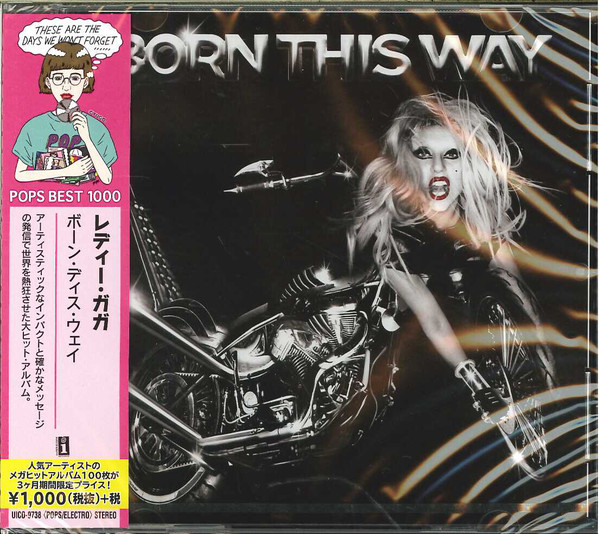 THESE ARE THE
DAYS WE WON'T FORGET
......
POPS BEST 1000
レディー・ガガ
ボーン・ディス・ウェイ
アーティスティックなインパクトと確かなメッセージ
の発信で世界を熱狂させた大ヒット・アルバム。
人気アーティストの
メガヒットアルバム100枚が
3ヶ月期間限定プライス!
¥1,000(税抜)+税
UICO-9738 〈POPS/ELECTRO〉 STEREO
BORN THIS WAY